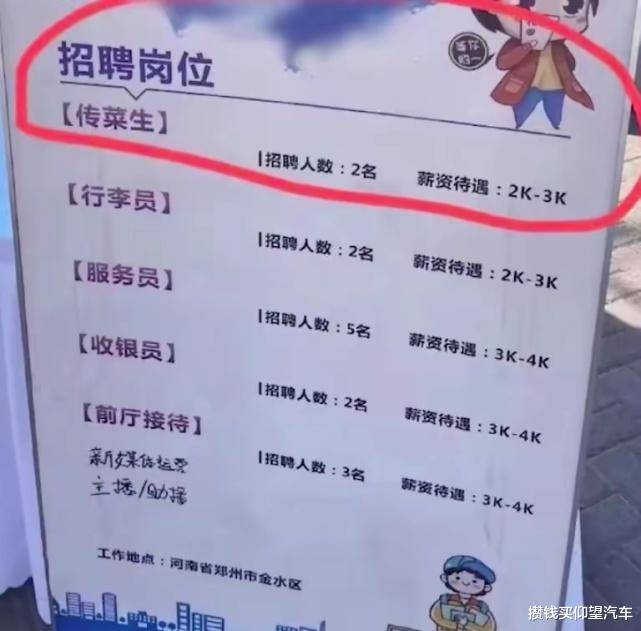 招聘岗位
【传菜生】
招聘人数：2名 薪资待遇：2K-3K
【行李员】
招聘人数：2名 薪资待遇：2K-3K
【服务员】
招聘人数：5名 薪资待遇：3K-4K
【收银员】
招聘人数：2名 薪资待遇：3K-4K
【前厅接待】
招聘人数：3名 薪资待遇：3K-4K
新媒体运营
主播/助播
工作地点：河南省郑州市金水区
攒钱买仰望汽车